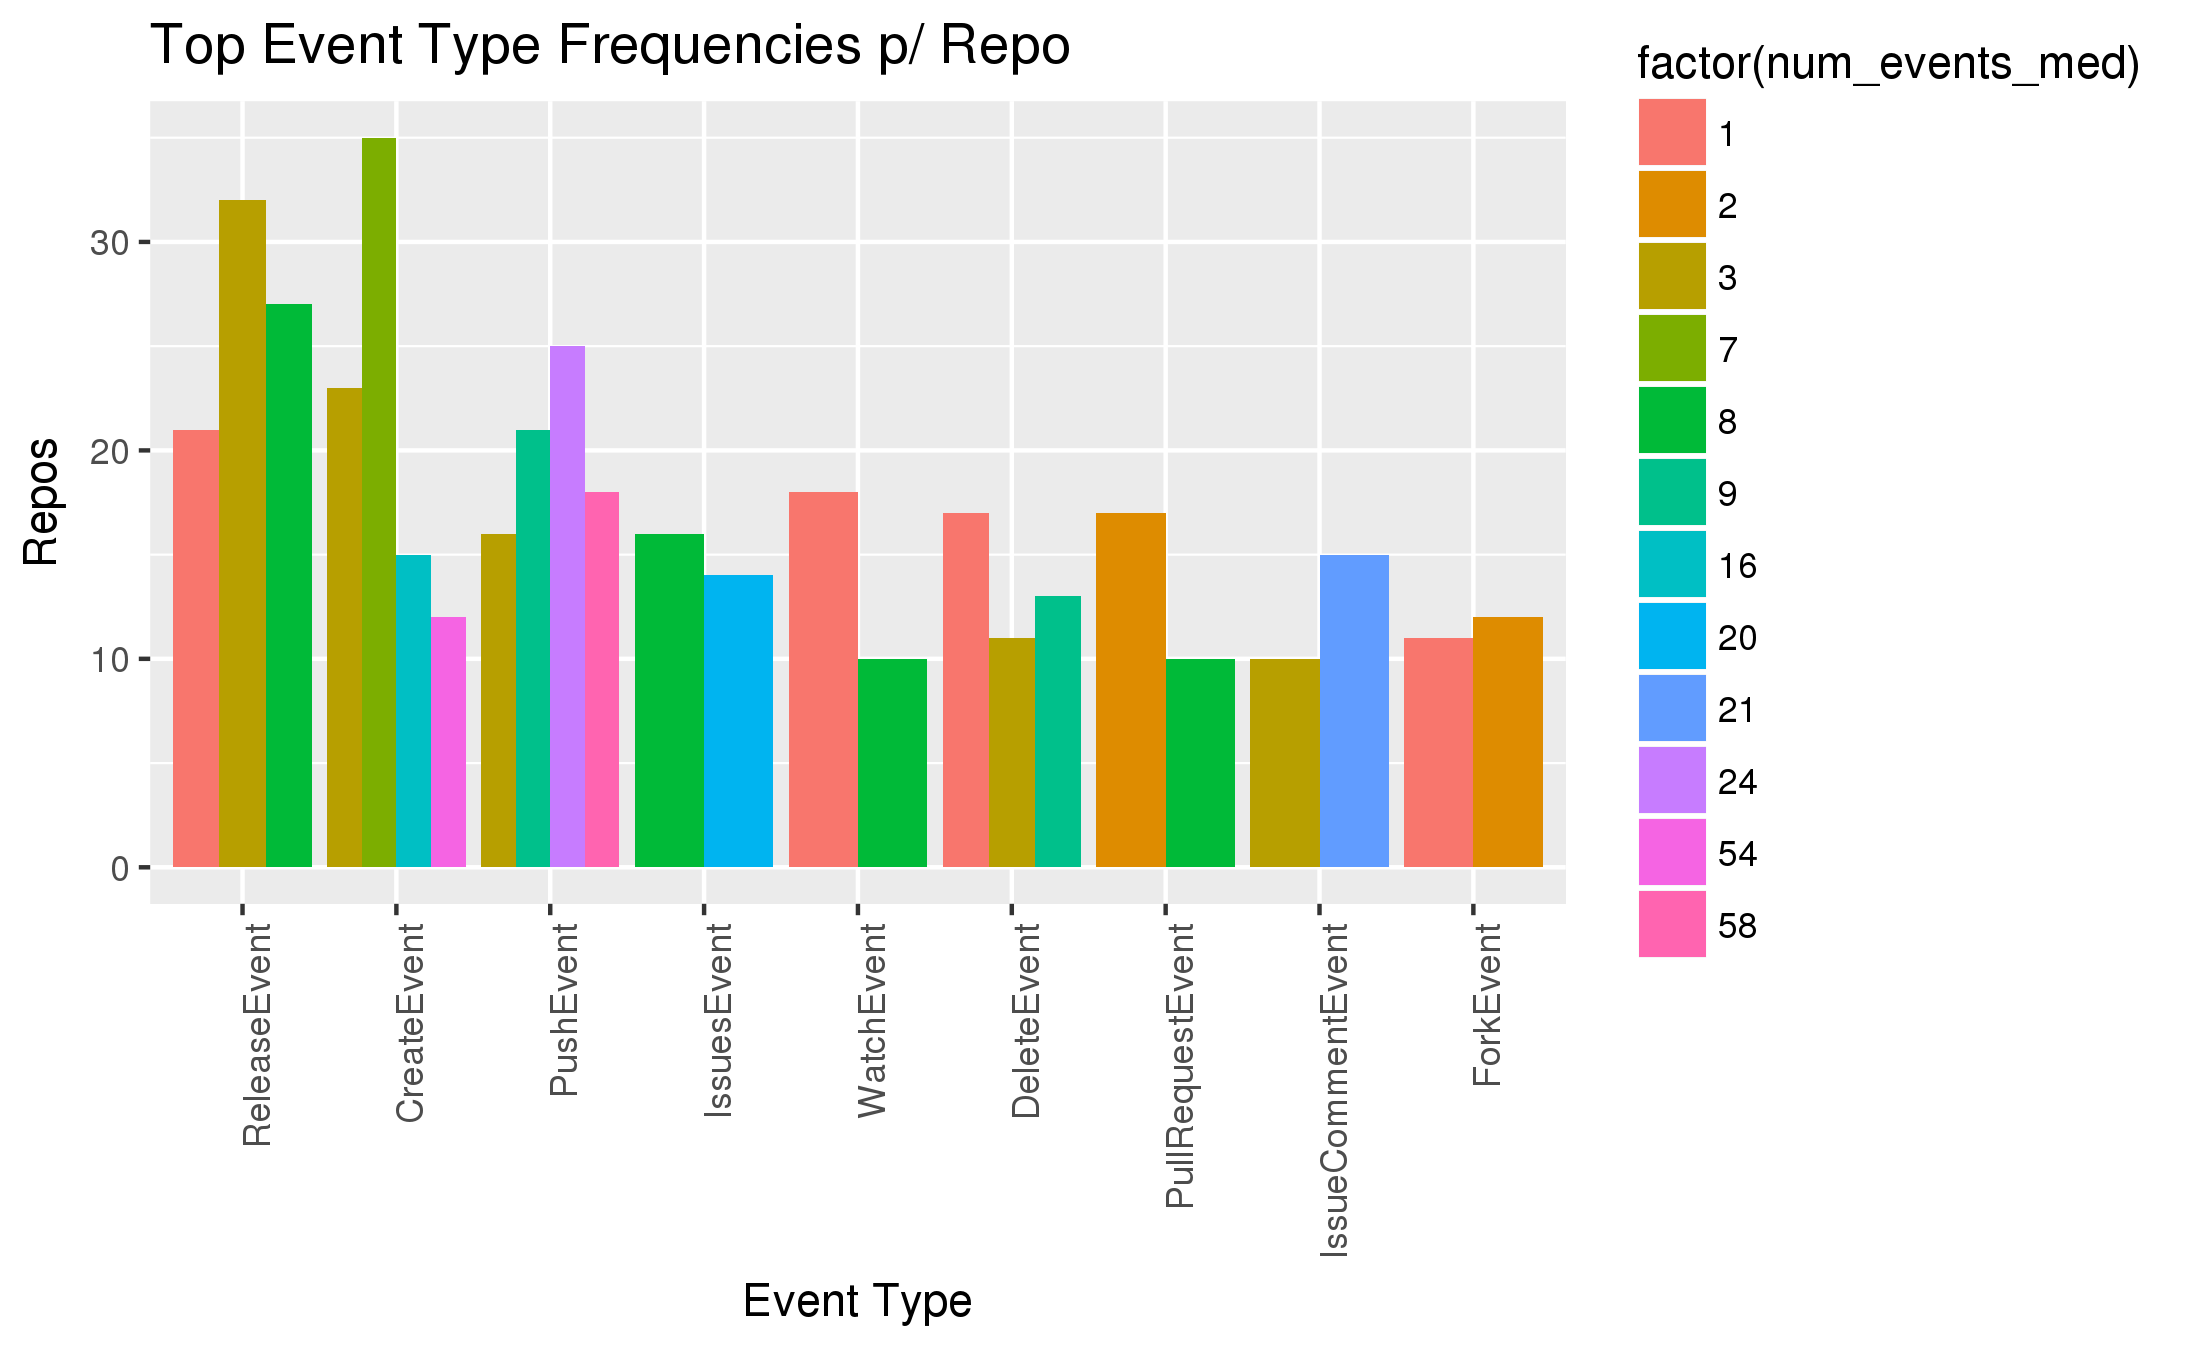 Top Event Type Frequencies p/ Repo
factor(num_events_med)
1
2
3
7
8
9
16
20
21
24
54
58
Repos
30
20
10
0
ReleaseEvent
CreateEvent
PushEvent
IssuesEvent
WatchEvent
DeleteEvent
PullRequestEvent
IssueCommentEvent
ForkEvent
Event Type